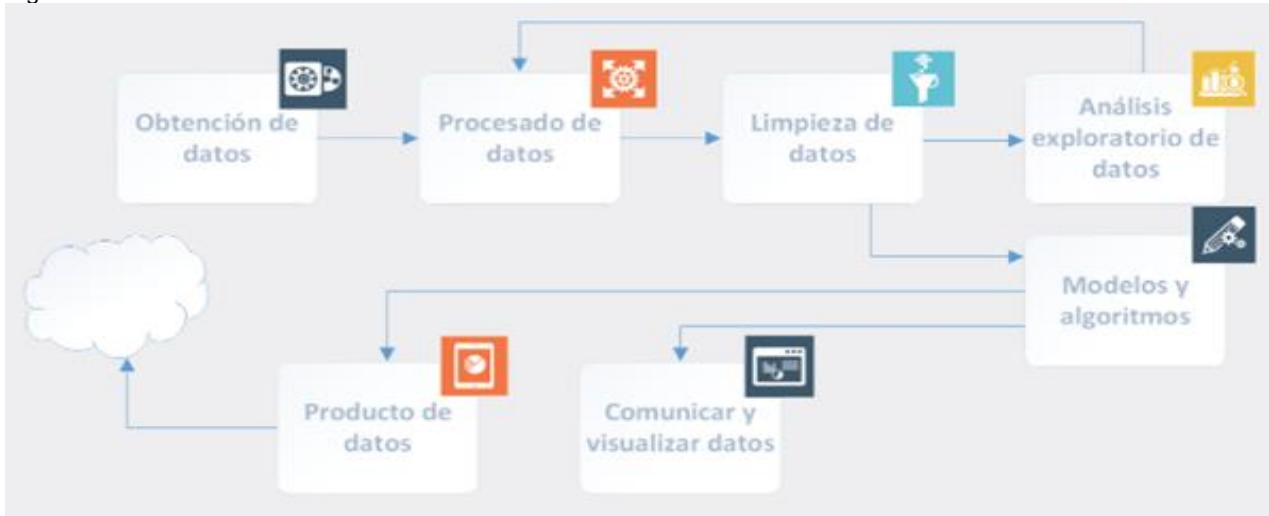 Obtención de
datos
Procesado de
datos
Limpieza de
datos
Análisis
exploratorio de
datos
Modelos y
algoritmos
Producto de
datos
Comunicar y
visualizar datos